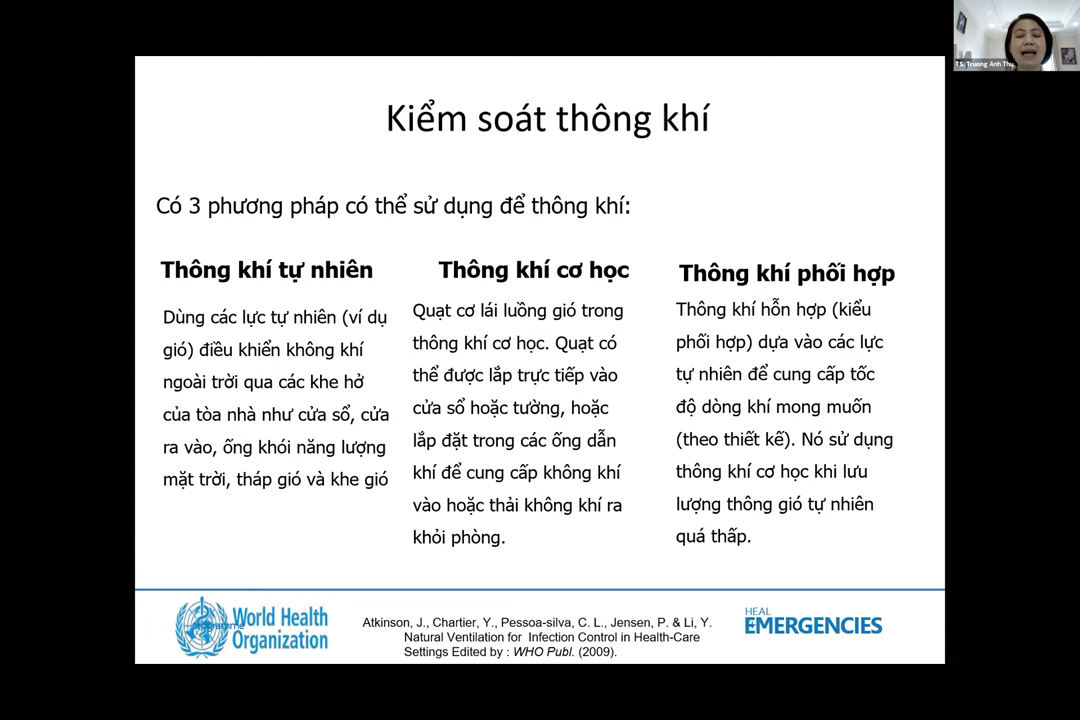 TS. Truong Anh Thu
Kiểm soát thông khí
Có 3 phương pháp có thể sử dụng để thông khí:
Thông khí tự nhiên
Dùng các lực tự nhiên (ví dụ
gió) điều khiển không khí
ngoài trời qua các khe hở
của tòa nhà như cửa sổ, cửa
ra vào, ống khói năng lượng
mặt trời, tháp gió và khe gió
Thông khí cơ học
Quạt cơ lái luồng gió trong
thông khí cơ học. Quạt có
thể được lắp trực tiếp vào
cửa sổ hoặc tường, hoặc
lắp đặt trong các ống dẫn
khí để cung cấp không khí
vào hoặc thải không khí ra
khỏi phòng.
Thông khí phối hợp
Thông khí hỗn hợp (kiểu
phối hợp) dựa vào các lực
tự nhiên để cung cấp tốc
độ dòng khí mong muốn
(theo thiết kế). Nó sử dụng
thông khí cơ học khi lưu
lượng thông gió tự nhiên
quá thấp.
World Health
Organization
Atkinson, J., Chartier, Y., Pessoa-silva, C. L., Jensen, P. & Li, Y.
Natural Ventilation for Infection Control in Health-Care
Settings Edited by : WHO Publ. (2009).
HEAL
EMERGENCIES